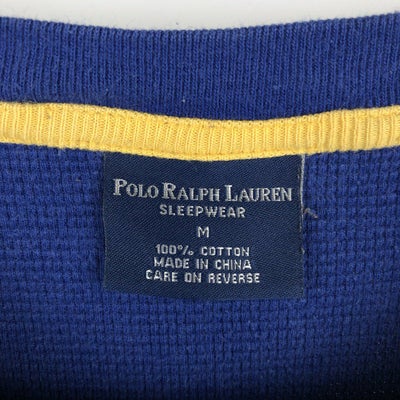 POLO RALPH LAUREN
SLEEPWEAR
M
100% COTTON
MADE IN CHINA
CARE ON REVERSE